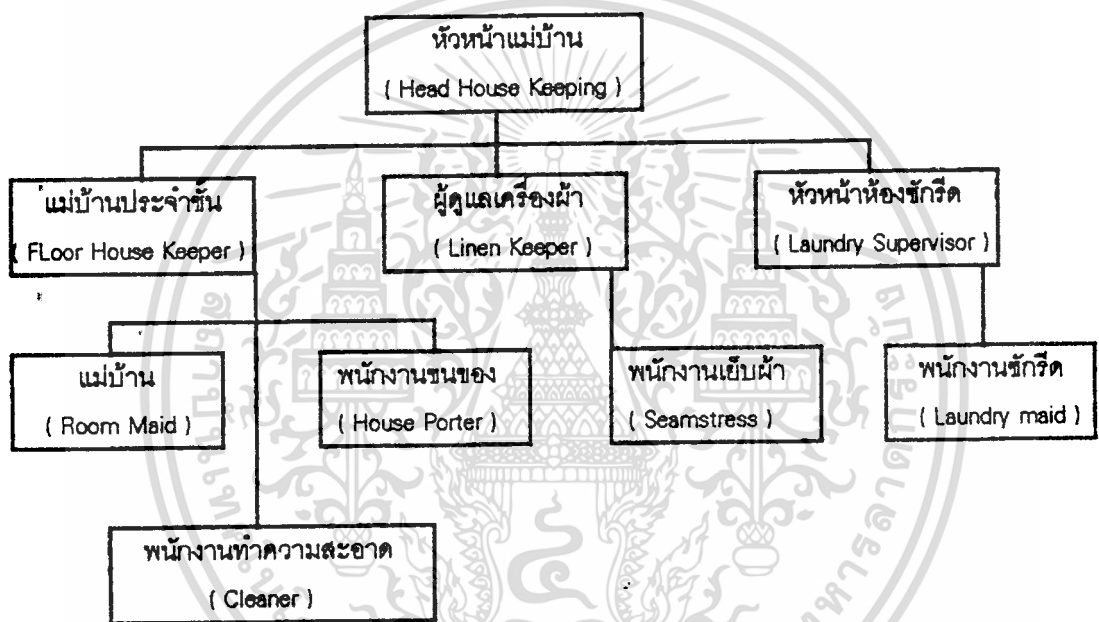 หัวหน้าแม่บ้าน
( Head House Keeping )
แม่บ้านประจำชั้น
( FLoor House Keeper )
ผู้ดูแลเครื่องผ้า
( Linen Keeper )
หัวหน้าห้องซักรีด
( Laundry Supervisor )
แม่บ้าน
( Room Maid )
พนักงานขนของ
( House Porter )
พนักงานเย็บผ้า
( Seamstress )
พนักงานซักรีด
( Laundry maid )
พนักงานทำความสะอาด
( Cleaner )